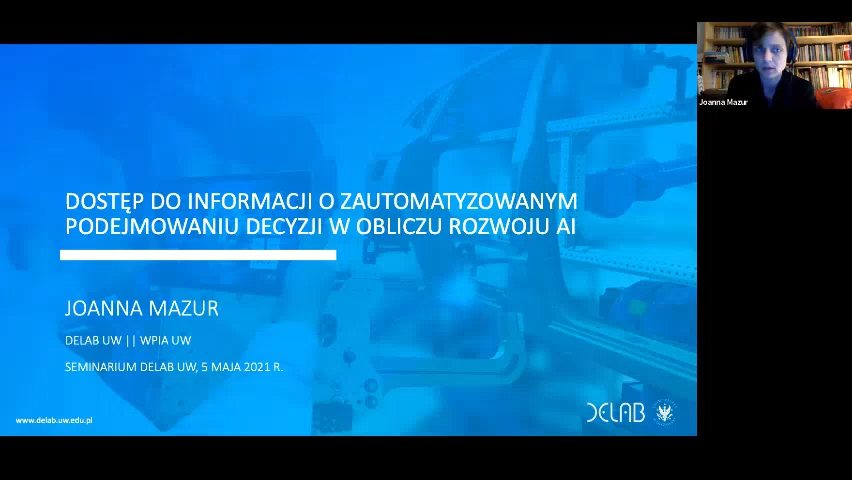 Joanna Mazur
DOSTĘP DO INFORMACJI O ZAUTOMATYZOWANYM
PODEJMOWANIU DECYZJI W OBLICZU ROZWOJU AI
JOANNA MAZUR
DELAB UW || WPIA UW
SEMINARIUM DELAB UW, 5 MAJA 2021 R.
www.delab.uw.edu.pl
DELAB